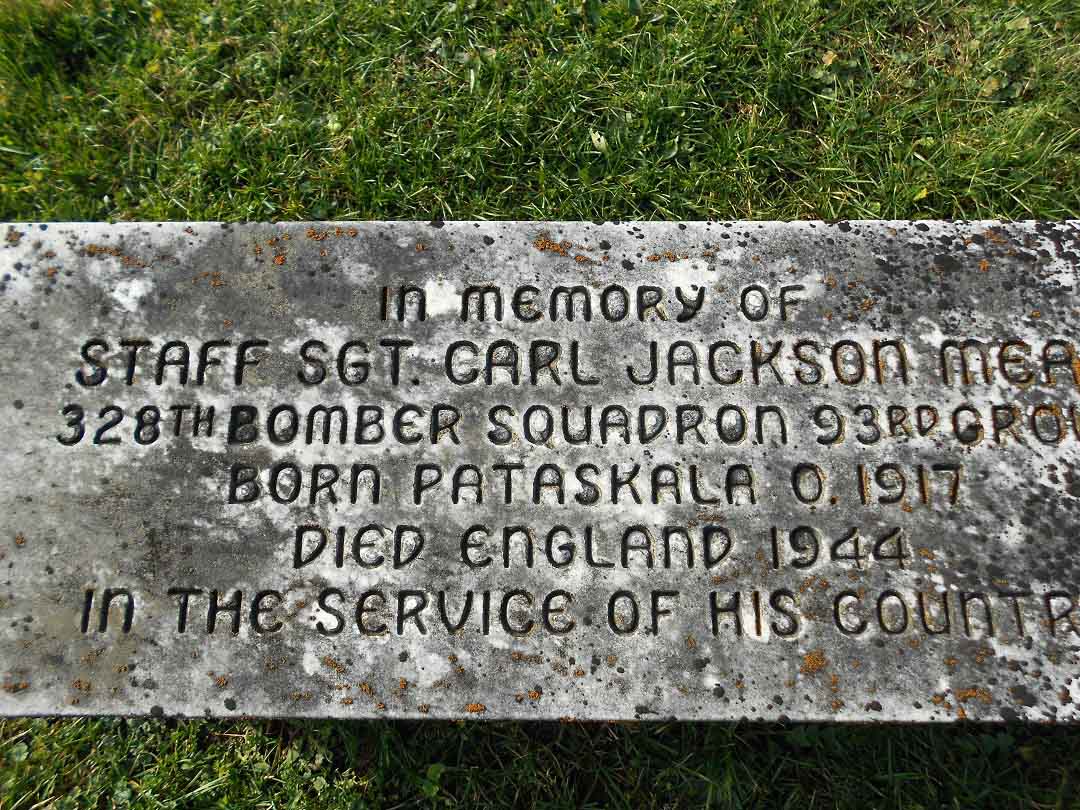 IN MEMORY OF
STAFF SGT. CARL JACKSON MEA
328TH BOMBER SQUADRON 93RD GROU
BORN PATASKALA O. 1917
DIED ENGLAND 1944
IN THE SERVICE OF HIS COUNTR